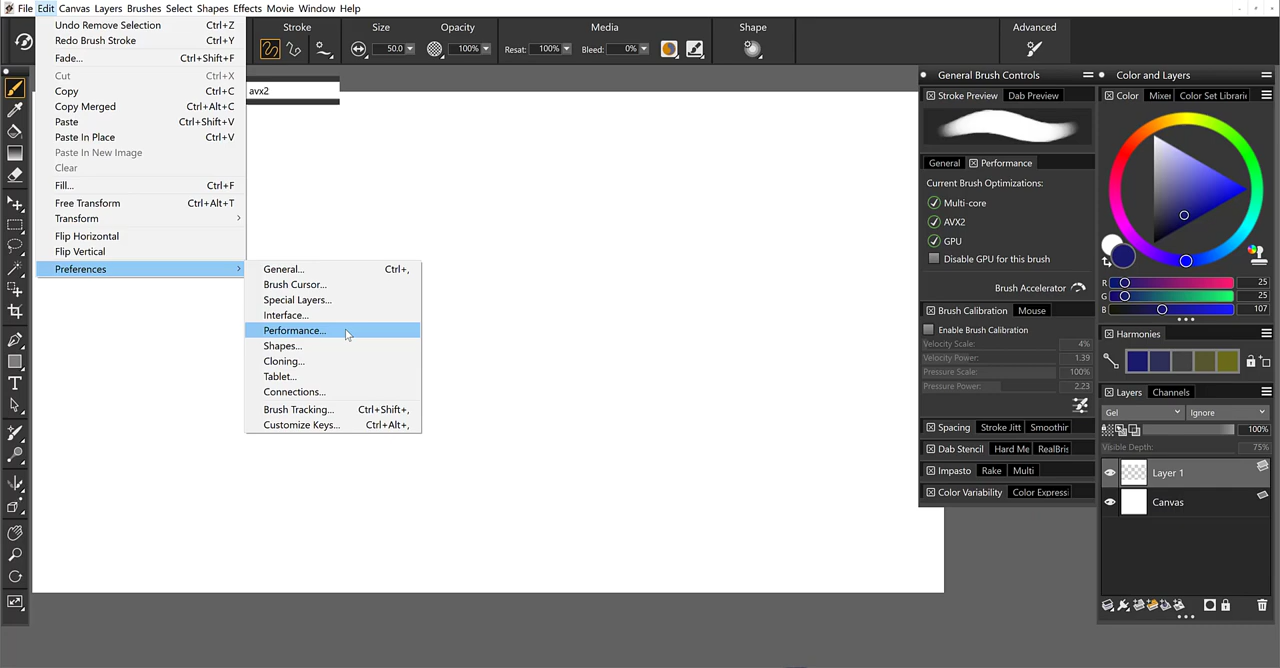 File Edit Canvas Layers Brushes Select Shapes Effects Movie Window Help
Stroke Size Opacity Media Shape Advanced
50.0 100% Resat: 100% Bleed: 0%
Undo Remove Selection Ctrl+Z
Redo Brush Stroke Ctrl+Y
Fade... Ctrl+Shift+F
Cut Ctrl+X
Copy Ctrl+C
Copy Merged Ctrl+Alt+C
Paste Ctrl+Shift+V
Paste In Place Ctrl+V
Paste In New Image
Clear
Fill... Ctrl+F
Free Transform Ctrl+Alt+T
Transform
Flip Horizontal
Flip Vertical
Preferences
General... Ctrl+,
Brush Cursor...
Special Layers...
Interface...
Performance...
Shapes...
Cloning...
Tablet...
Connections...
Brush Tracking... Ctrl+Shift+,
Customize Keys... Ctrl+Alt+,
avx2
General Brush Controls
Stroke Preview Dab Preview
General Performance
Current Brush Optimizations:
Multi-core
AVX2
GPU
Disable GPU for this brush
Brush Accelerator
Brush Calibration Mouse
Enable Brush Calibration
Velocity Scale: 4%
Velocity Power: 1.39
Pressure Scale: 100%
Pressure Power: 2.23
Spacing Stroke Jitt Smoothin
Dab Stencil Hard Me RealBris
Impasto Rake Multi
Color Variability Color Express
Color and Layers
Color Mixer Color Set Librari
R 25
G 25
B 107
Harmonies
Layers Channels
Gel Ignore
100%
Visible Depth: 75%
Layer 1
Canvas
T